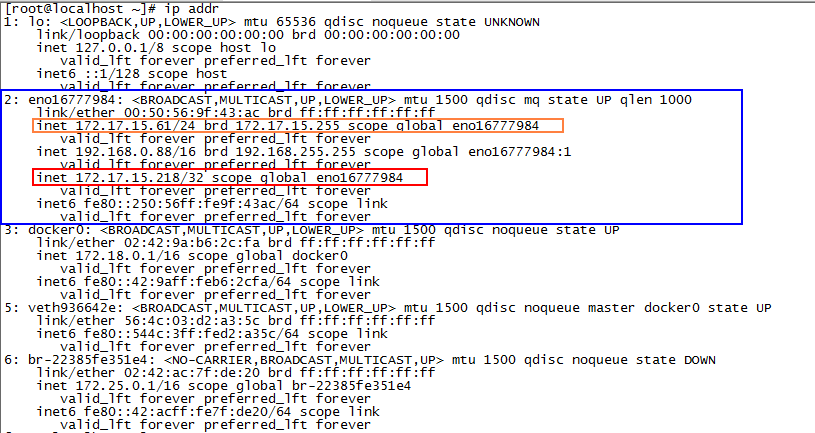 [root@localhost ~]# ip addr
1: lo: <LOOPBACK,UP,LOWER_UP> mtu 65536 qdisc noqueue state UNKNOWN
link/loopback 00:00:00:00:00:00 brd 00:00:00:00:00:00
inet 127.0.0.1/8 scope host lo
valid_lft forever preferred_lft forever
inet6 ::1/128 scope host
valid_lft forever preferred_lft forever
2: eno16777984: <BROADCAST,MULTICAST,UP,LOWER_UP> mtu 1500 qdisc mq state UP qlen 1000
link/ether 00:50:56:9f:43:ac brd ff:ff:ff:ff:ff:ff
inet 172.17.15.61/24 brd 172.17.15.255 scope global eno16777984
valid_lft forever preferred_lft forever
inet 192.168.0.88/16 brd 192.168.255.255 scope global eno16777984:1
valid_lft forever preferred_lft forever
inet 172.17.15.218/32 scope global eno16777984
valid_lft forever preferred_lft forever
inet6 fe80::250:56ff:fe9f:43ac/64 scope link
valid_lft forever preferred_lft forever
3: docker0: <BROADCAST,MULTICAST,UP,LOWER_UP> mtu 1500 qdisc noqueue state UP
link/ether 02:42:9a:b6:2c:fa brd ff:ff:ff:ff:ff:ff
inet 172.18.0.1/16 scope global docker0
valid_lft forever preferred_lft forever
inet6 fe80::42:9aff:feb6:2cfa/64 scope link
valid_lft forever preferred_lft forever
5: veth936642e: <BROADCAST,MULTICAST,UP,LOWER_UP> mtu 1500 qdisc noqueue master docker0 state UP
link/ether 56:4c:03:d2:a3:5c brd ff:ff:ff:ff:ff:ff
inet6 fe80::544c:3ff:fed2:a35c/64 scope link
valid_lft forever preferred_lft forever
6: br-22385fe351e4: <NO-CARRIER,BROADCAST,MULTICAST,UP> mtu 1500 qdisc noqueue state DOWN
link/ether 02:42:ac:7f:de:20 brd ff:ff:ff:ff:ff:ff
inet 172.25.0.1/16 scope global br-22385fe351e4
valid_lft forever preferred_lft forever
inet6 fe80::42:acff:fe7f:de20/64 scope link
valid_lft forever preferred_lft forever